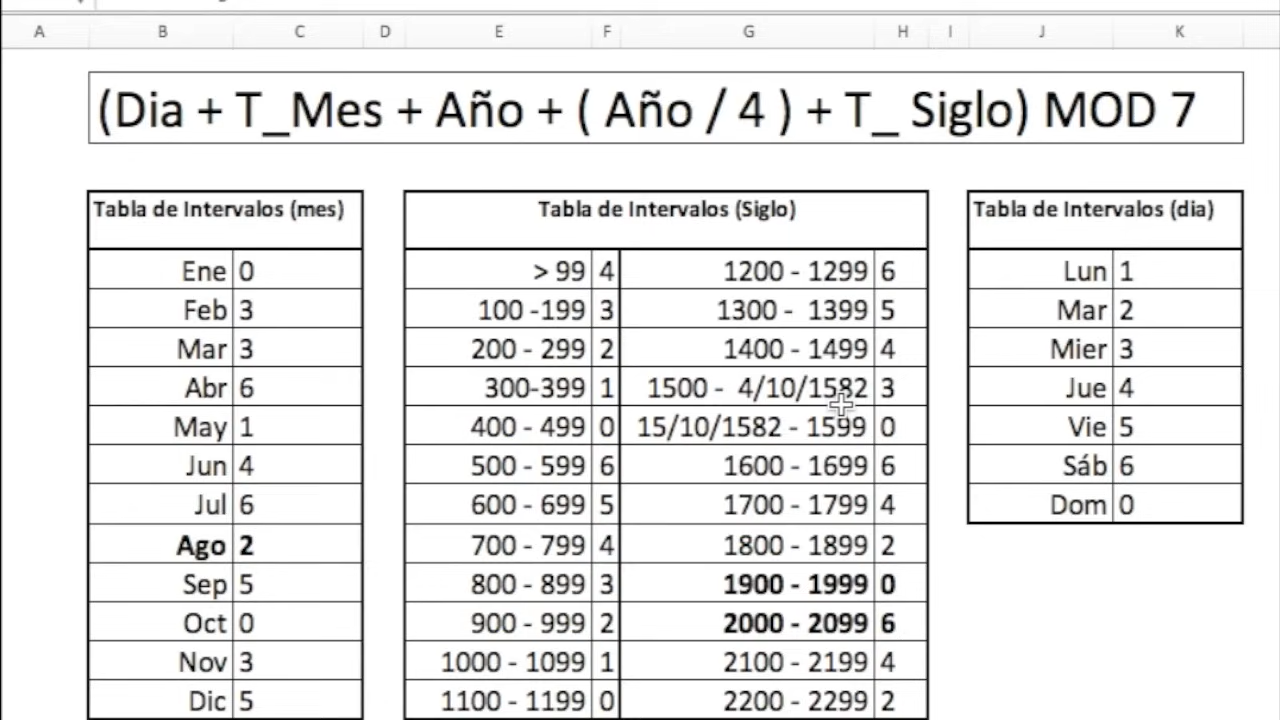 A B C D E F G H I J K
(Dia + T_Mes + Año + ( Año / 4 ) + T_ Siglo) MOD 7
Tabla de Intervalos (mes)
Ene 0
Feb 3
Mar 3
Abr 6
May 1
Jun 4
Jul 6
Ago 2
Sep 5
Oct 0
Nov 3
Dic 5
Tabla de Intervalos (Siglo)
> 99 4 1200 - 1299 6
100 -199 3 1300 - 1399 5
200 - 299 2 1400 - 1499 4
300-399 1 1500 - 4/10/1582 3
400 - 499 0 15/10/1582 - 1599 0
500 - 599 6 1600 - 1699 6
600 - 699 5 1700 - 1799 4
700 - 799 4 1800 - 1899 2
800 - 899 3 1900 - 1999 0
900 - 999 2 2000 - 2099 6
1000 - 1099 1 2100 - 2199 4
1100 - 1199 0 2200 - 2299 2
Tabla de Intervalos (dia)
Lun 1
Mar 2
Mier 3
Jue 4
Vie 5
Sáb 6
Dom 0